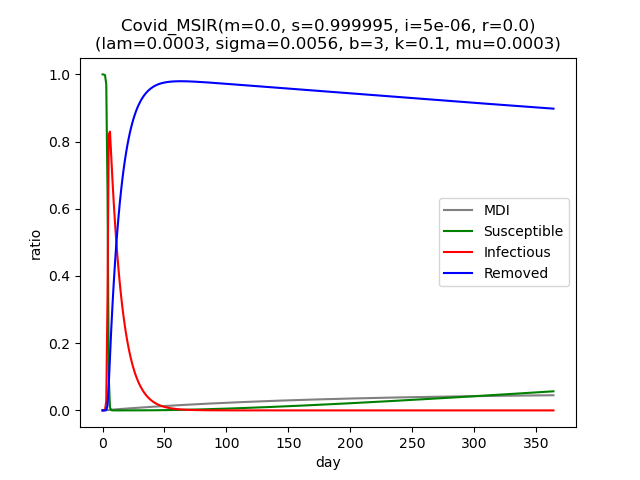 Covid_MSIR(m=0.0, s=0.999995, i=5e-06, r=0.0)
(lam=0.0003, sigma=0.0056, b=3, k=0.1, mu=0.0003)
1.0
0.8
0.6
0.4
0.2
0.0
ratio
MDI
Susceptible
Infectious
Removed
0 50 100 150 200 250 300 350
day